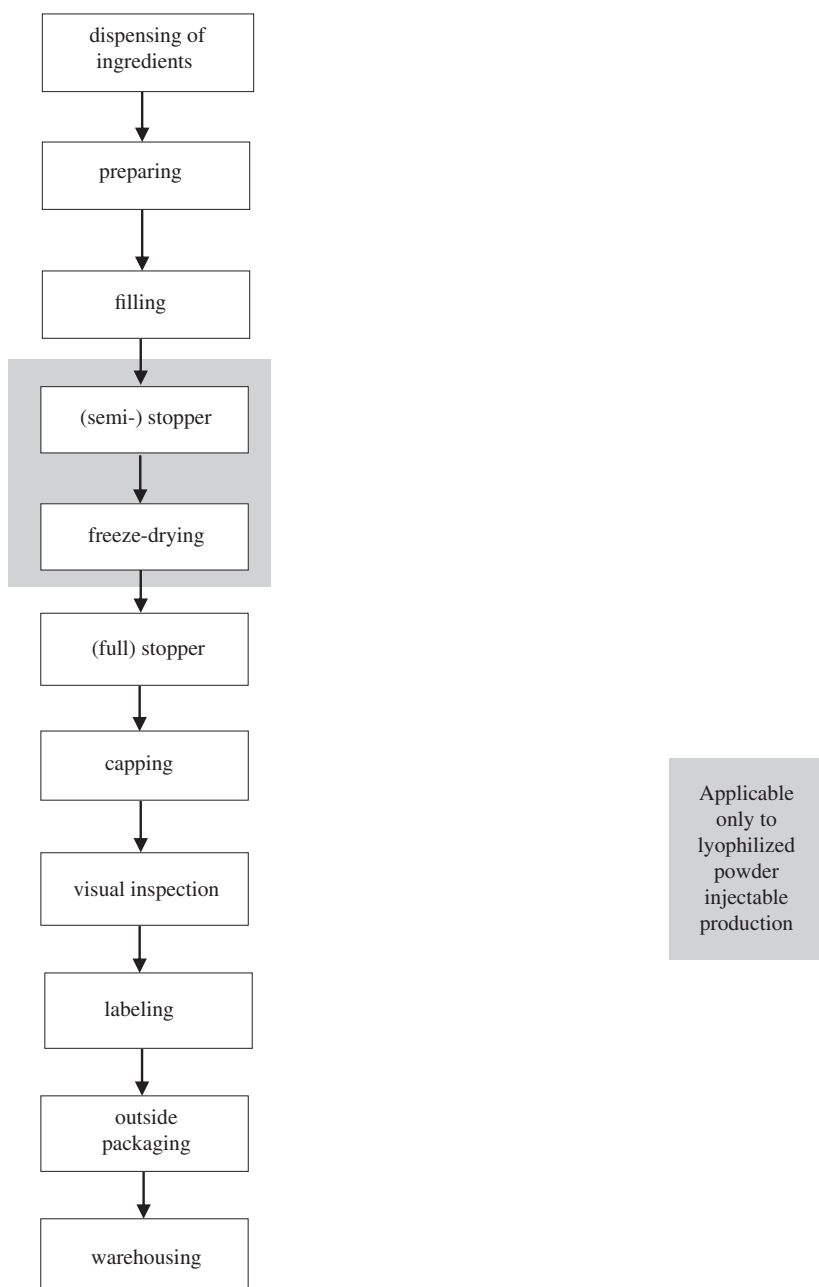 dispensing of
ingredients
preparing
filling
(semi-) stopper
freeze-drying
(full) stopper
capping
visual inspection
labeling
outside
packaging
warehousing
Applicable
only to
lyophilized
powder
injectable
production